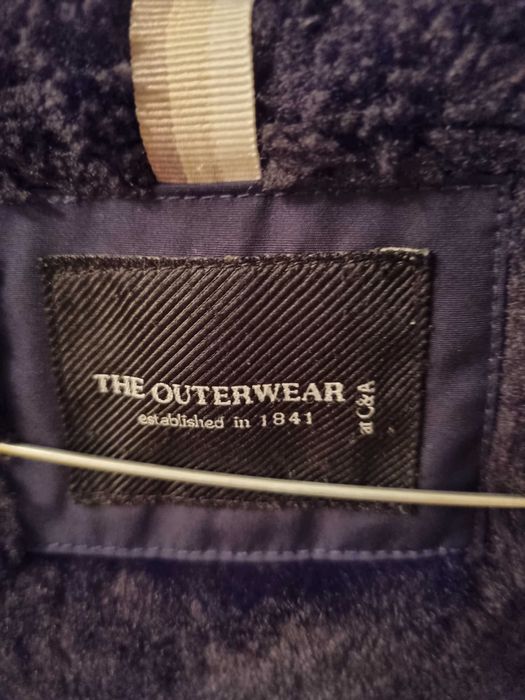 THE OUTERWEAR
established in 1841
at C&A